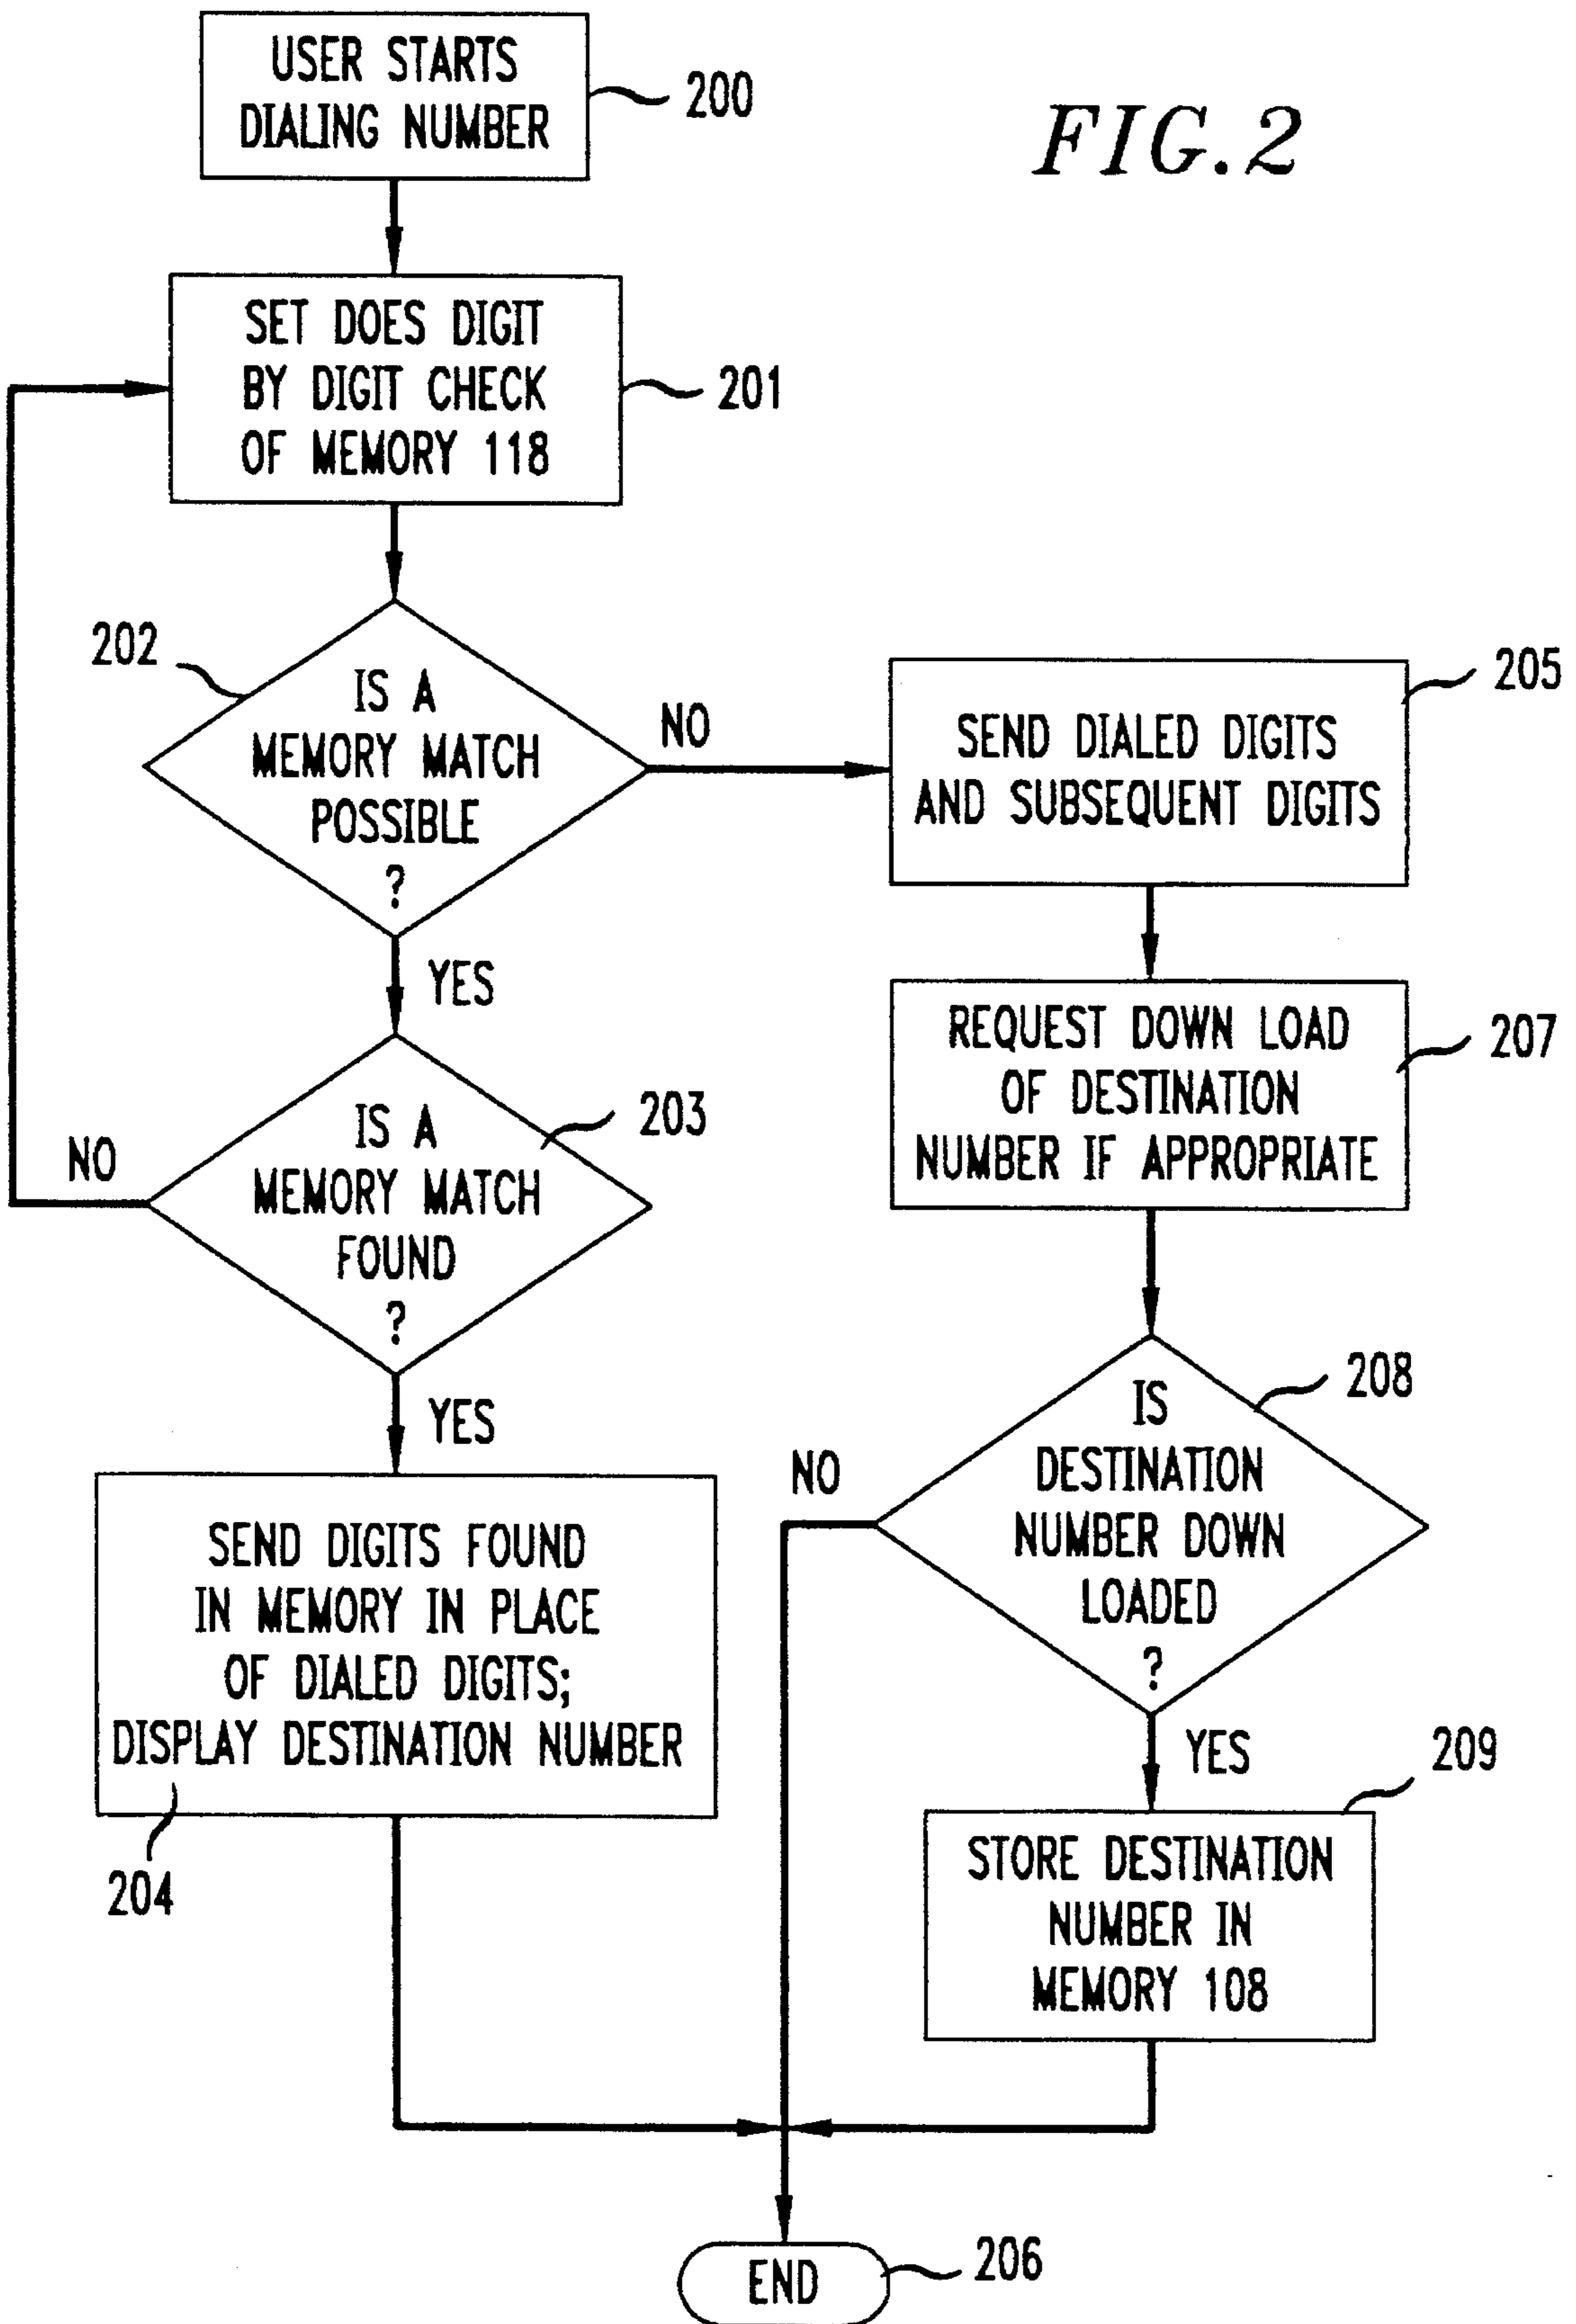 USER STARTS
DIALING NUMBER
200
FIG. 2
SET DOES DIGIT
BY DIGIT CHECK
OF MEMORY 118
201
202
IS A
MEMORY MATCH
POSSIBLE
?
NO
YES
205
SEND DIALED DIGITS
AND SUBSEQUENT DIGITS
207
REQUEST DOWN LOAD
OF DESTINATION
NUMBER IF APPROPRIATE
203
IS A
MEMORY MATCH
FOUND
?
NO
YES
208
IS
DESTINATION
NUMBER DOWN
LOADED
?
NO
YES
SEND DIGITS FOUND
IN MEMORY IN PLACE
OF DIALED DIGITS;
DISPLAY DESTINATION NUMBER
204
209
STORE DESTINATION
NUMBER IN
MEMORY 108
END
206